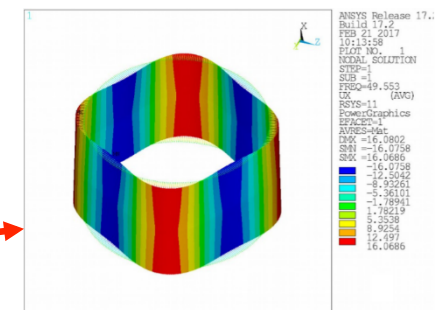 1
X
Z
ANSYS Release 17.2
Build 17.2
FEB 21 2017
10:13:58
PLOT NO. 1
NODAL SOLUTION
STEP=1
SUB =1
FREQ=49.553
UX (AVG)
RSYS=11
PowerGraphics
EFACET=1
AVRES=Mat
DMX =16.0802
SMN =-16.0758
SMX =16.0686
-16.0758
-12.5042
-8.93261
-5.36101
-1.78941
1.78219
5.3538
8.9254
12.497
16.0686